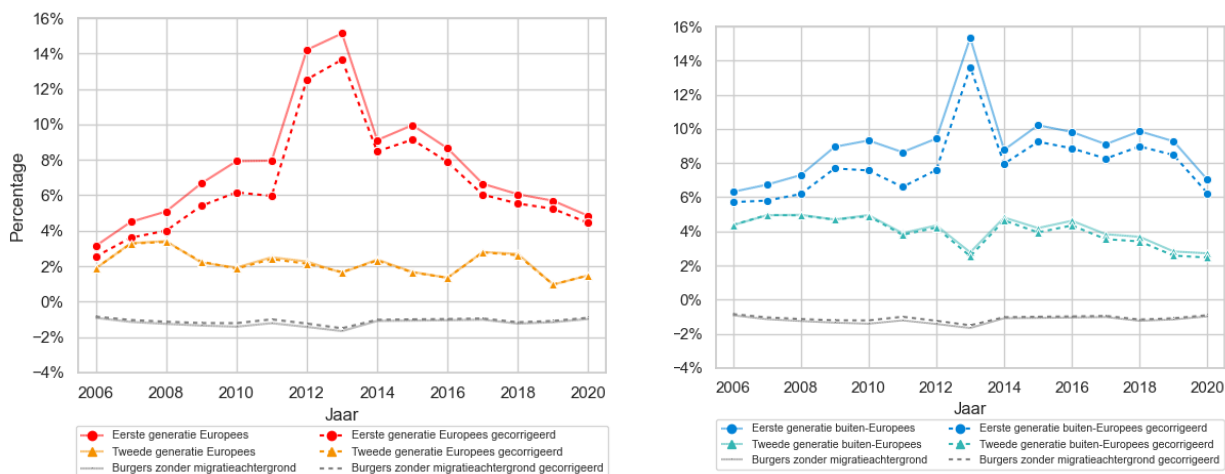 16%
14%
12%
10%
8%
6%
4%
2%
0%
−2%
−4%
Percentage
2006 2008 2010 2012 2014 2016 2018 2020
Jaar
Eerste generatie Europees
Tweede generatie Europees
Burgers zonder migratieachtergrond
Eerste generatie Europees gecorrigeerd
Tweede generatie Europees gecorrigeerd
Burgers zonder migratieachtergrond gecorrigeerd
16%
14%
12%
10%
8%
6%
4%
2%
0%
−2%
−4%
2006 2008 2010 2012 2014 2016 2018 2020
Jaar
Eerste generatie buiten-Europees
Tweede generatie buiten-Europees
Burgers zonder migratieachtergrond
Eerste generatie buiten-Europees gecorrigeerd
Tweede generatie buiten-Europees gecorrigeerd
Burgers zonder migratieachtergrond gecorrigeerd